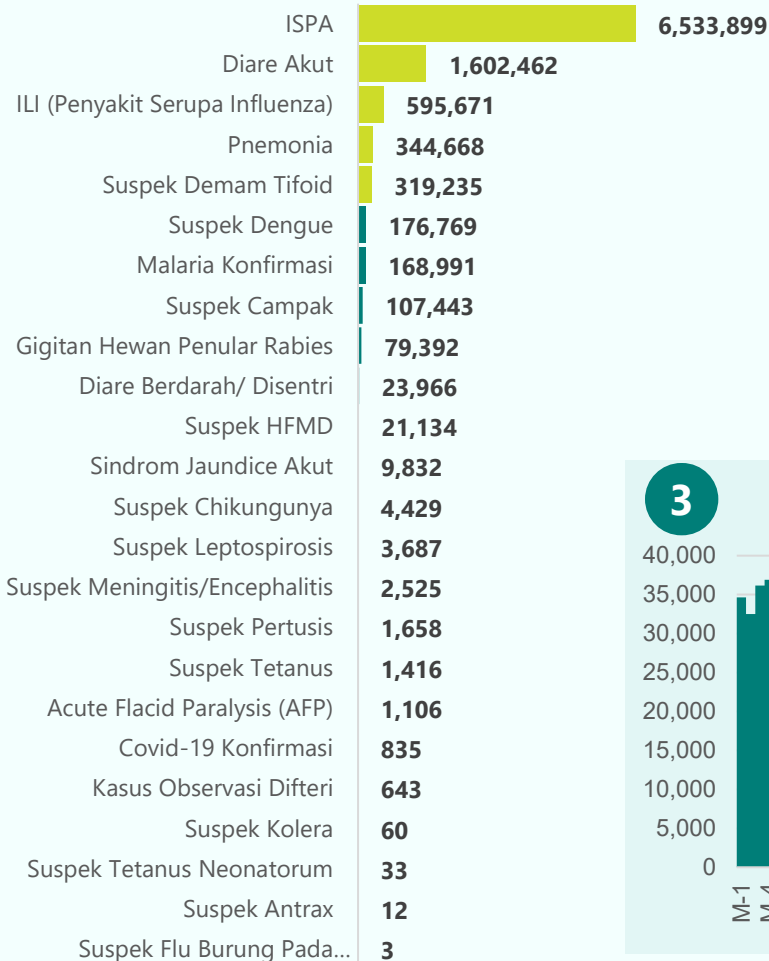 ISPA 6,533,899
Diare Akut 1,602,462
ILI (Penyakit Serupa Influenza) 595,671
Pnemonia 344,668
Suspek Demam Tifoid 319,235
Suspek Dengue 176,769
Malaria Konfirmasi 168,991
Suspek Campak 107,443
Gigitan Hewan Penular Rabies 79,392
Diare Berdarah/ Disentri 23,966
Suspek HFMD 21,134
Sindrom Jaundice Akut 9,832
Suspek Chikungunya 4,429
Suspek Leptospirosis 3,687
Suspek Meningitis/Encephalitis 2,525
Suspek Pertusis 1,658
Suspek Tetanus 1,416
Acute Flacid Paralysis (AFP) 1,106
Covid-19 Konfirmasi 835
Kasus Observasi Difteri 643
Suspek Kolera 60
Suspek Tetanus Neonatorum 33
Suspek Antrax 12
Suspek Flu Burung Pada... 3
3
40,000
35,000
30,000
25,000
20,000
15,000
10,000
5,000
0
M-1